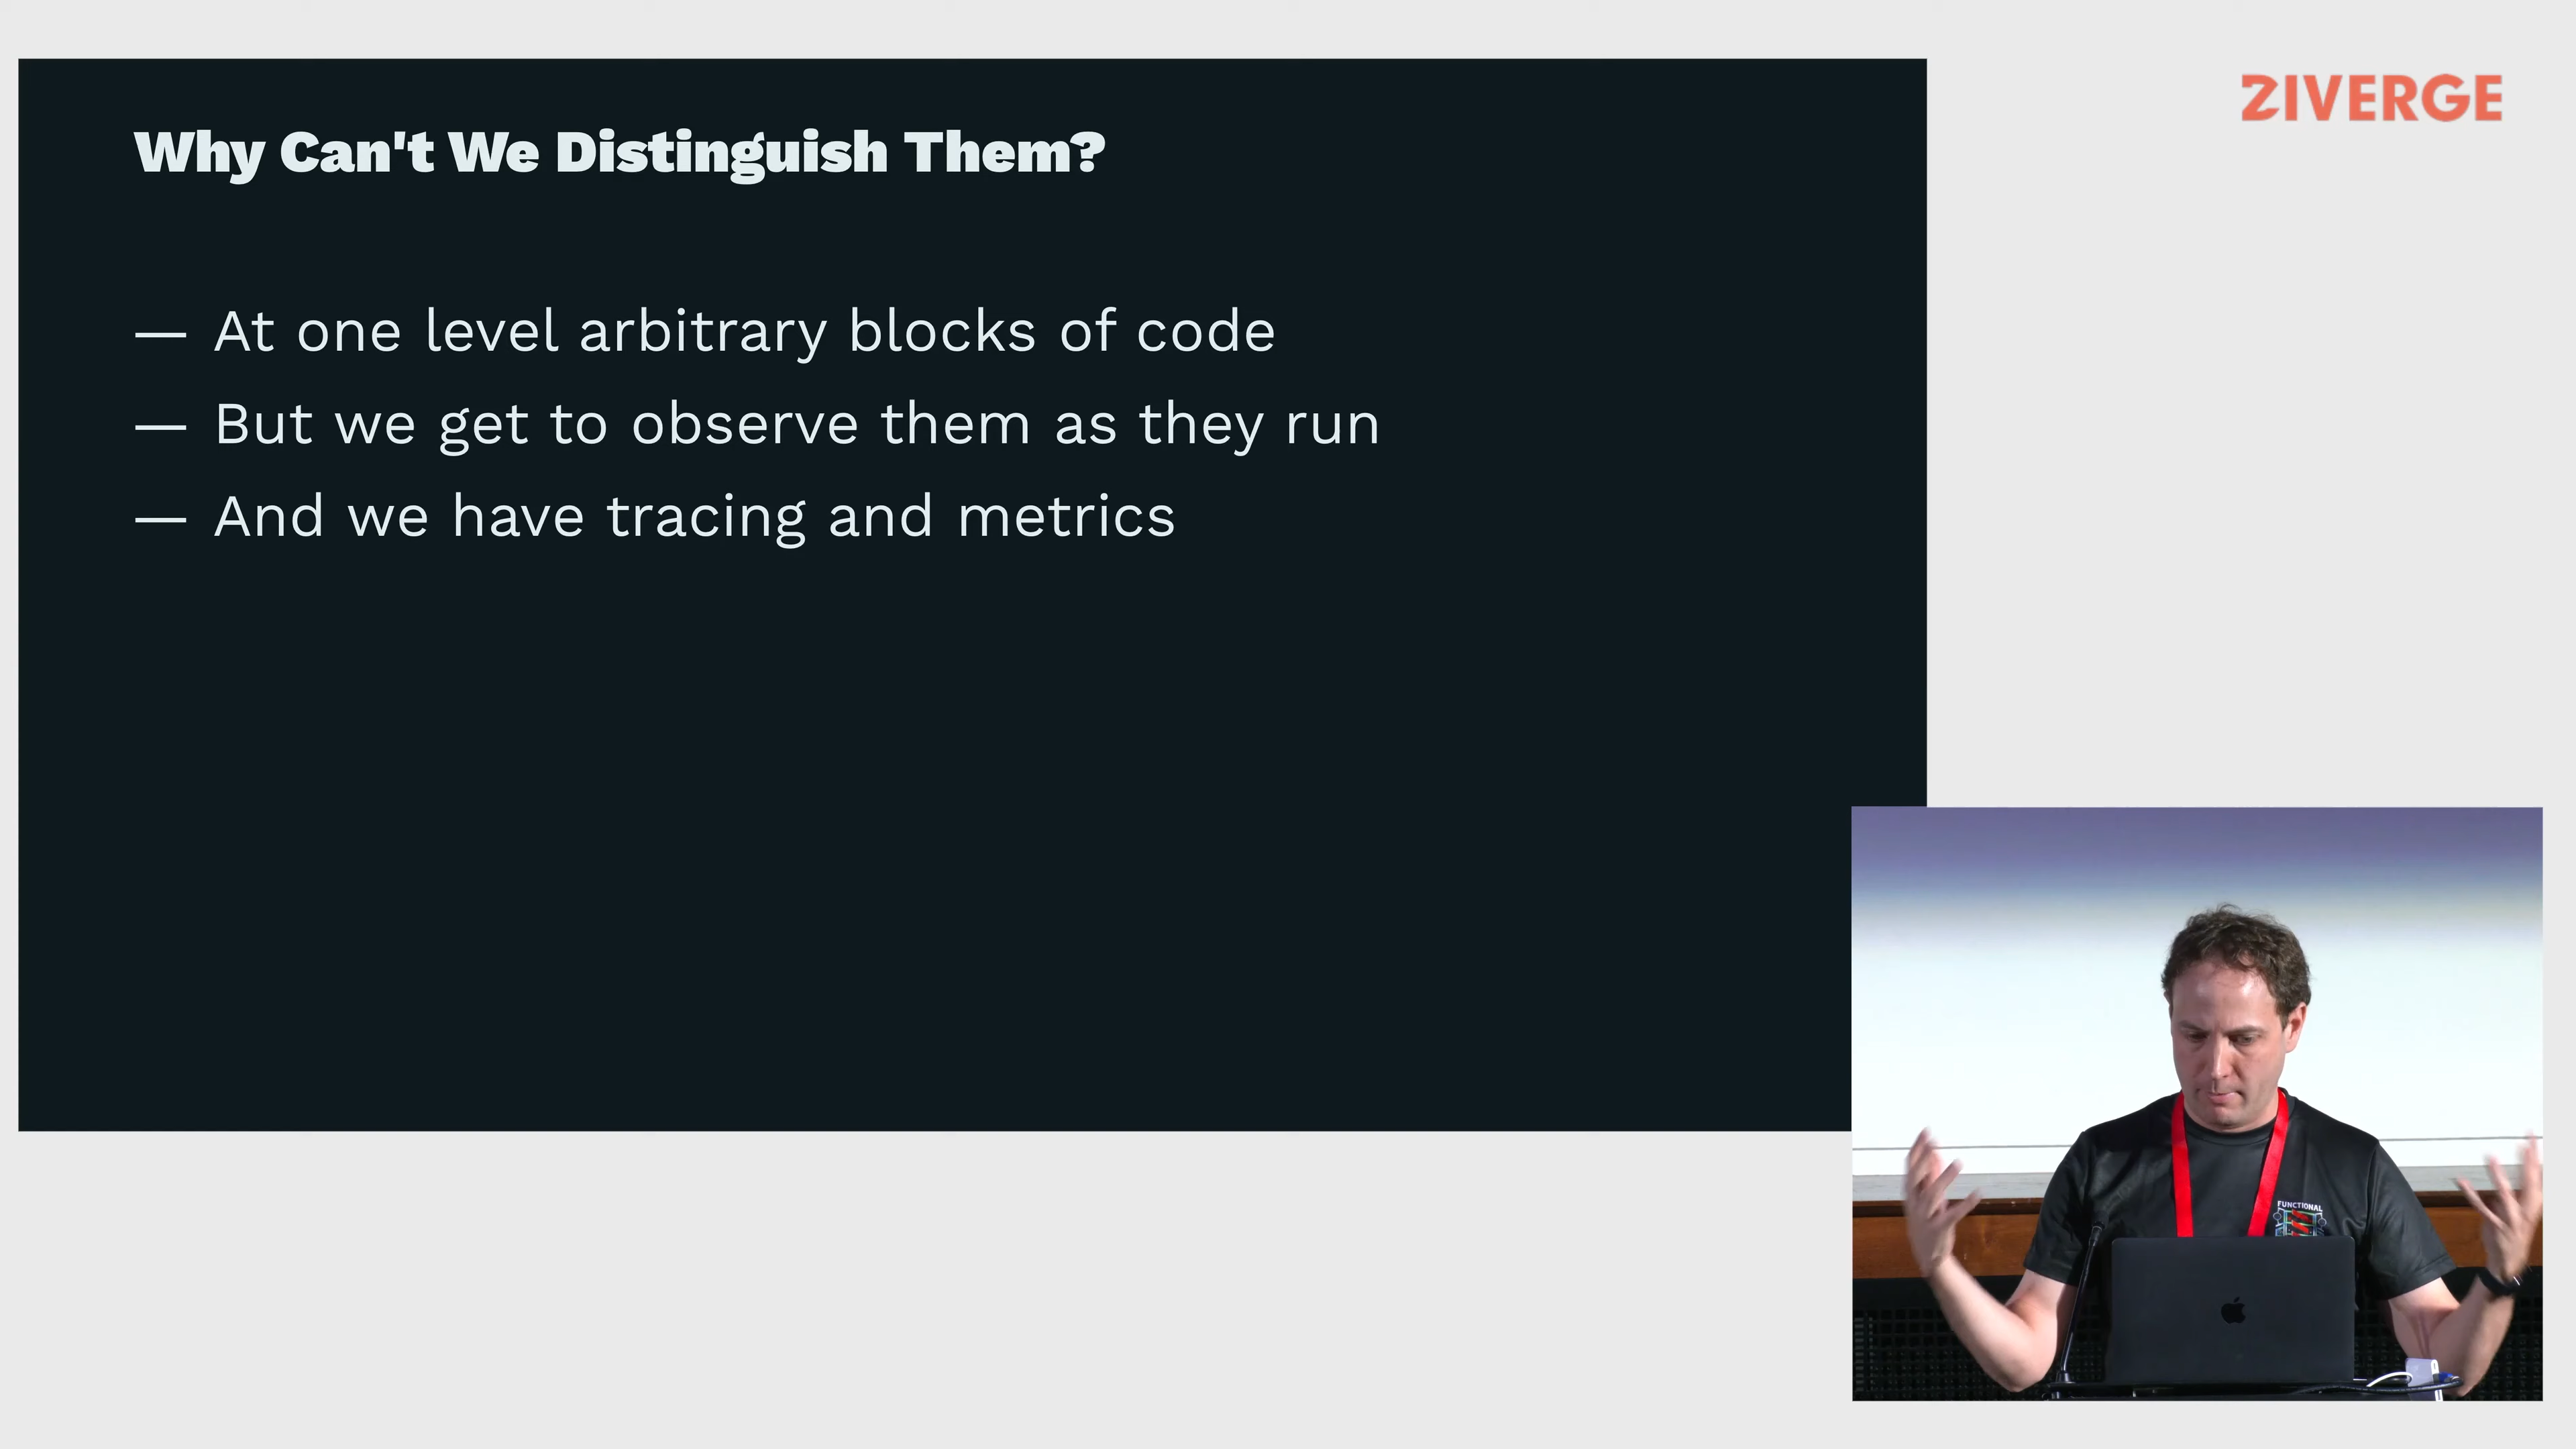 Why Can't We Distinguish Them?
— At one level arbitrary blocks of code
— But we get to observe them as they run
— And we have tracing and metrics
ZIVERGE
FUNCTIONAL